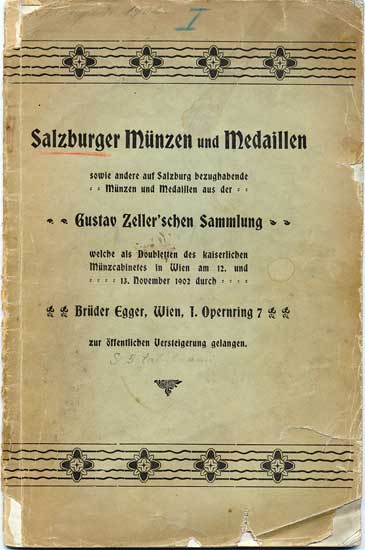 I
Salzburger Münzen und Medaillen
sowie andere auf Salzburg bezughabende
Münzen und Medaillen aus der
Gustav Zeller'schen Sammlung
welche als Doubletten des kaiserlichen
Münzcabinetes in Wien am 12. und
13. November 1902 durch
Brüder Egger, Wien, I. Opernring 7
zur öffentlichen Versteigerung gelangen.